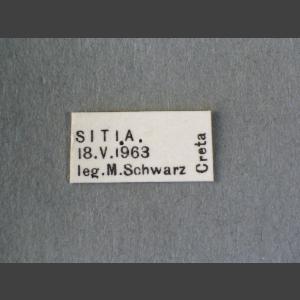 SITIA.
18.V.1963
leg.M.Schwarz
Creta